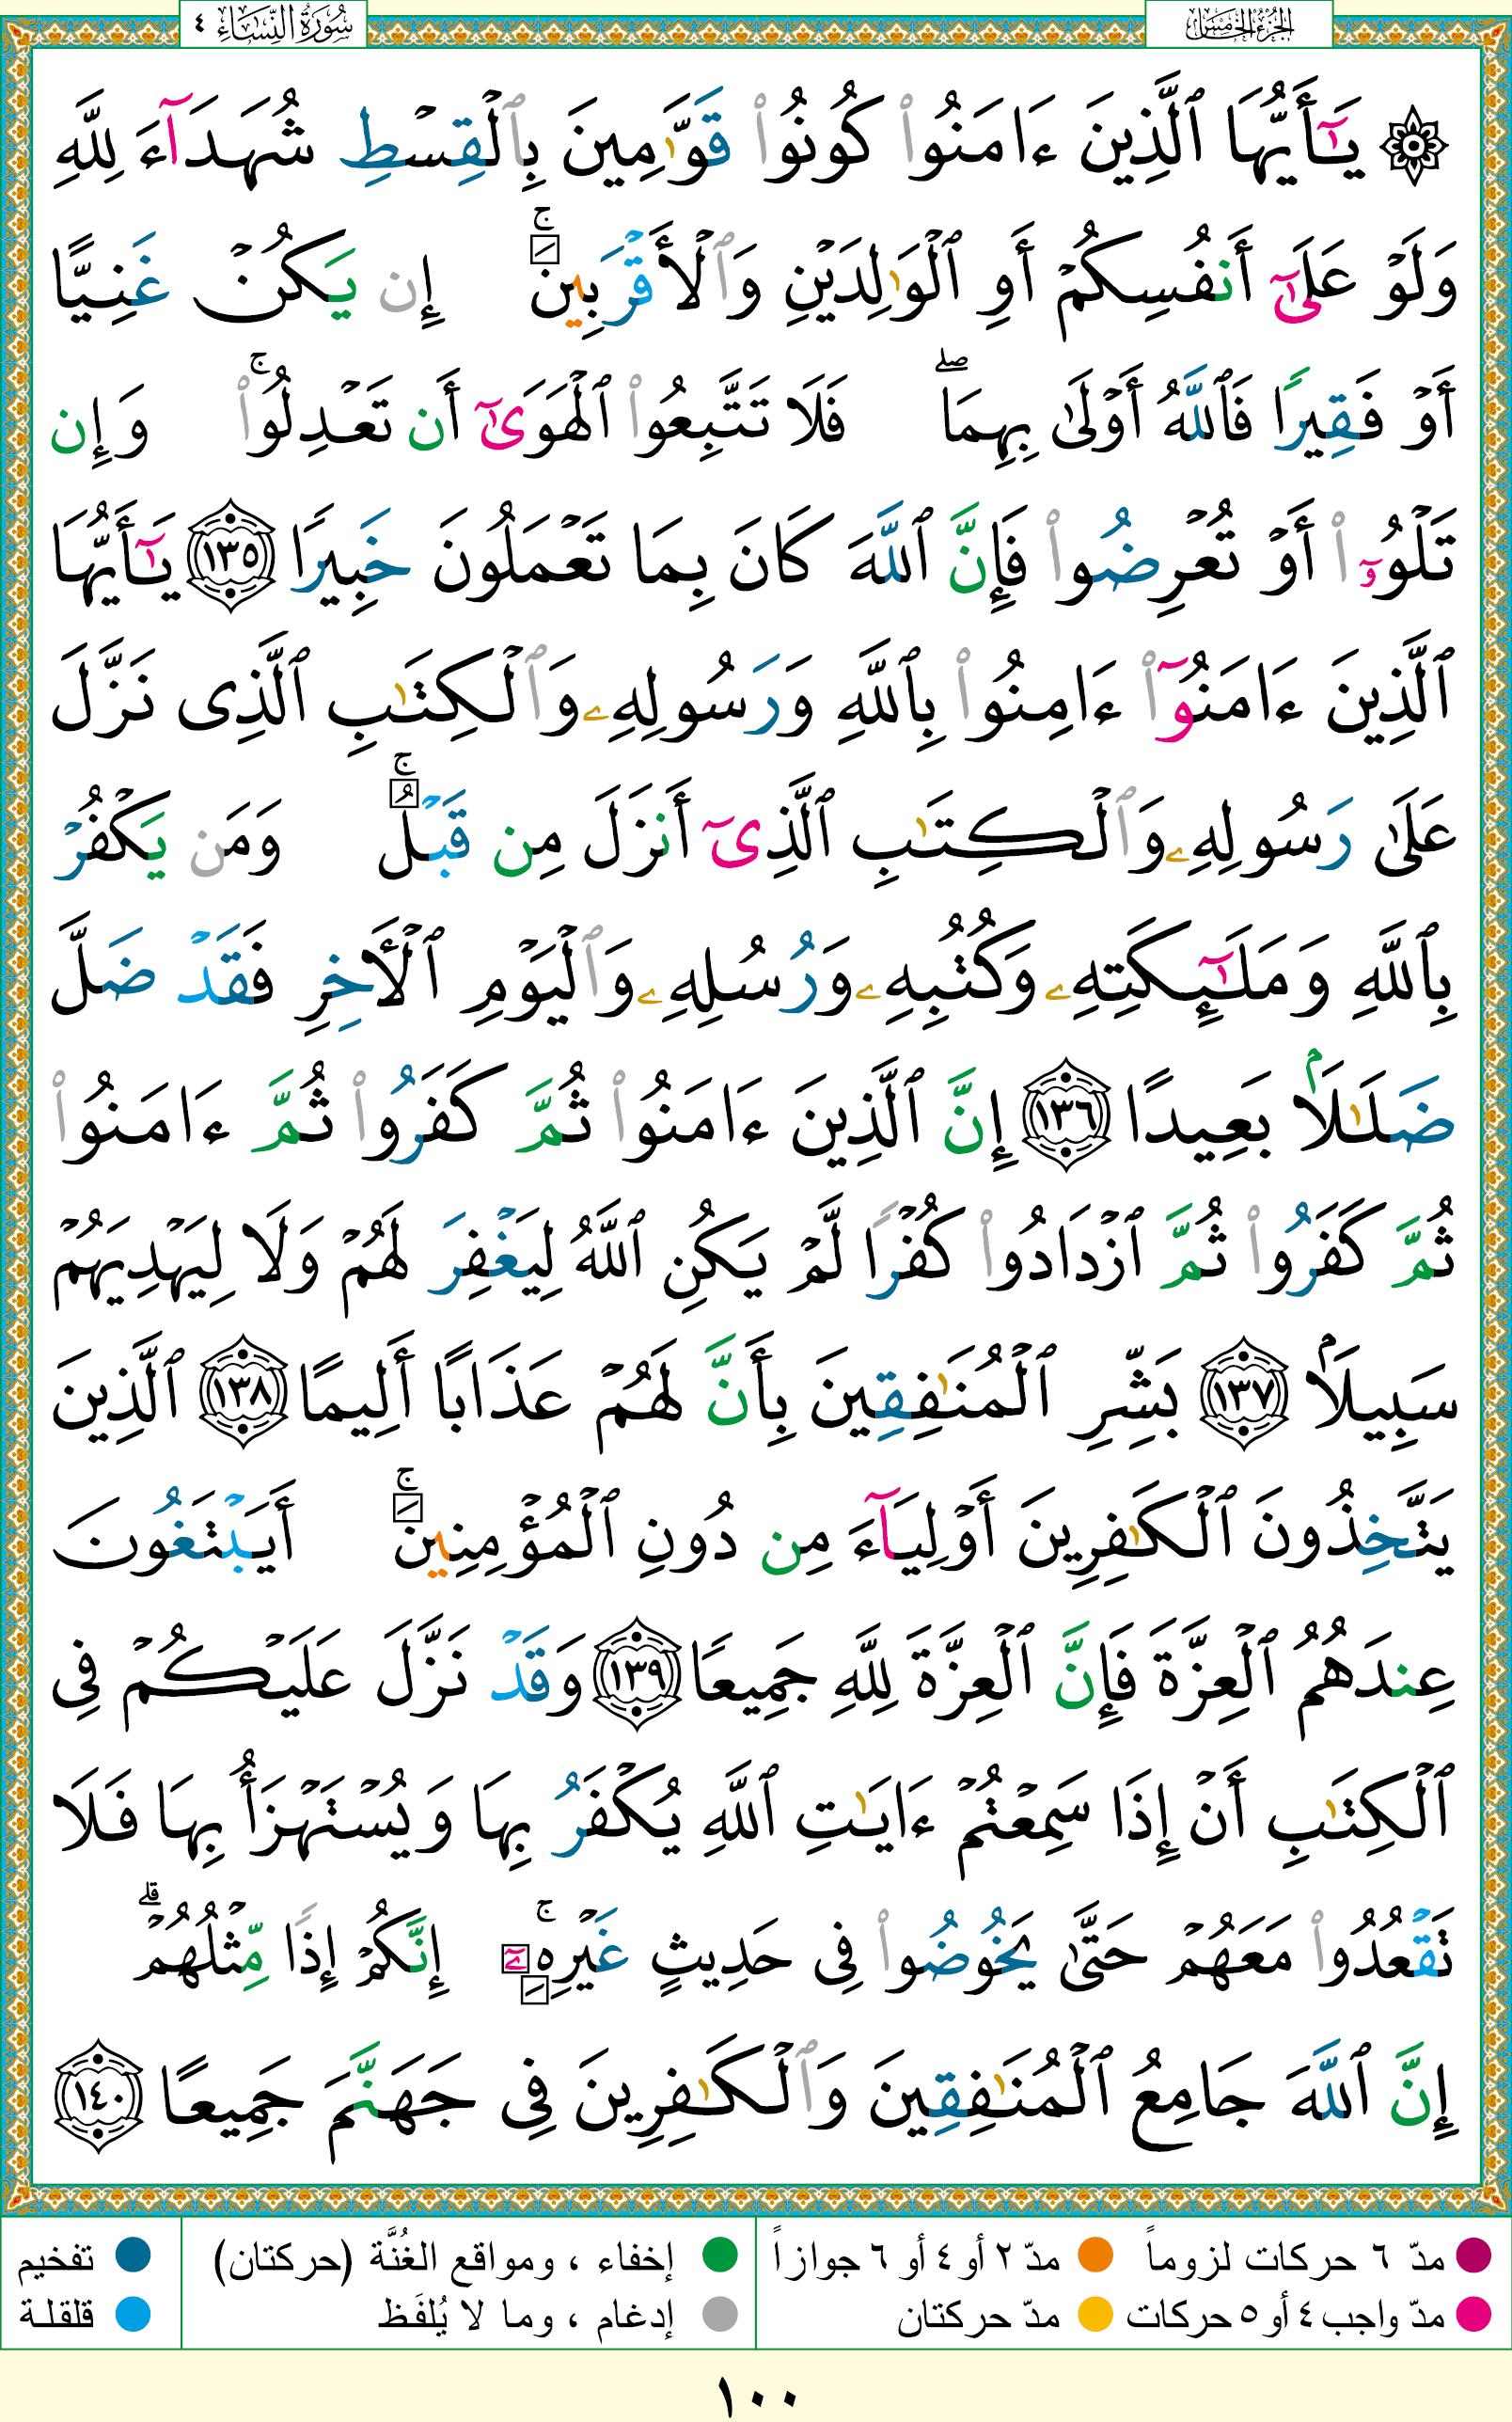 الجزء الخامس
سورة النساء ٤
۞ يَـٰٓأَيُّهَا ٱلَّذِينَ ءَامَنُوا۟ كُونُوا۟ قَوَّٰمِينَ بِٱلْقِسْطِ شُهَدَآءَ لِلَّهِ
وَلَوْ عَلَىٰٓ أَنفُسِكُمْ أَوِ ٱلْوَٰلِدَيْنِ وَٱلْأَقْرَبِينَ ۚ إِن يَكُنْ غَنِيًّا
أَوْ فَقِيرًا فَٱللَّهُ أَوْلَىٰ بِهِمَا ۖ فَلَا تَتَّبِعُوا۟ ٱلْهَوَىٰٓ أَن تَعْدِلُوا۟ ۚ وَإِن
تَلْوُۥٓا۟ أَوْ تُعْرِضُوا۟ فَإِنَّ ٱللَّهَ كَانَ بِمَا تَعْمَلُونَ خَبِيرًا ١٣٥ يَـٰٓأَيُّهَا
ٱلَّذِينَ ءَامَنُوٓا۟ ءَامِنُوا۟ بِٱللَّهِ وَرَسُولِهِۦ وَٱلْكِتَـٰبِ ٱلَّذِى نَزَّلَ
عَلَىٰ رَسُولِهِۦ وَٱلْكِتَـٰبِ ٱلَّذِىٓ أَنزَلَ مِن قَبْلُ ۚ وَمَن يَكْفُرْ
بِٱللَّهِ وَمَلَـٰٓئِكَتِهِۦ وَكُتُبِهِۦ وَرُسُلِهِۦ وَٱلْيَوْمِ ٱلْـَٔاخِرِ فَقَدْ ضَلَّ
ضَلَـٰلًۢا بَعِيدًا ١٣٦ إِنَّ ٱلَّذِينَ ءَامَنُوا۟ ثُمَّ كَفَرُوا۟ ثُمَّ ءَامَنُوا۟
ثُمَّ كَفَرُوا۟ ثُمَّ ٱزْدَادُوا۟ كُفْرًا لَّمْ يَكُنِ ٱللَّهُ لِيَغْفِرَ لَهُمْ وَلَا لِيَهْدِيَهُمْ
سَبِيلًۢا ١٣٧ بَشِّرِ ٱلْمُنَـٰفِقِينَ بِأَنَّ لَهُمْ عَذَابًا أَلِيمًا ١٣٨ ٱلَّذِينَ
يَتَّخِذُونَ ٱلْكَـٰفِرِينَ أَوْلِيَآءَ مِن دُونِ ٱلْمُؤْمِنِينَ ۚ أَيَبْتَغُونَ
عِندَهُمُ ٱلْعِزَّةَ فَإِنَّ ٱلْعِزَّةَ لِلَّهِ جَمِيعًا ١٣٩ وَقَدْ نَزَّلَ عَلَيْكُمْ فِى
ٱلْكِتَـٰبِ أَنْ إِذَا سَمِعْتُمْ ءَايَـٰتِ ٱللَّهِ يُكْفَرُ بِهَا وَيُسْتَهْزَأُ بِهَا فَلَا
تَقْعُدُوا۟ مَعَهُمْ حَتَّىٰ يَخُوضُوا۟ فِى حَدِيثٍ غَيْرِهِۦٓ ۚ إِنَّكُمْ إِذًا مِّثْلُهُمْ ۗ
إِنَّ ٱللَّهَ جَامِعُ ٱلْمُنَـٰفِقِينَ وَٱلْكَـٰفِرِينَ فِى جَهَنَّمَ جَمِيعًا ١٤٠
مدّ ٦ حركات لزوماً
مدّ ٢ أو ٤ أو ٦ جوازاً
إخفاء ، ومواقع الغُنَّة (حركتان)
تفخيم
مدّ واجب ٤ أو ٥ حركات
مدّ حركتان
إدغام ، وما لا يُلفَظ
قلقلة
١٠٠